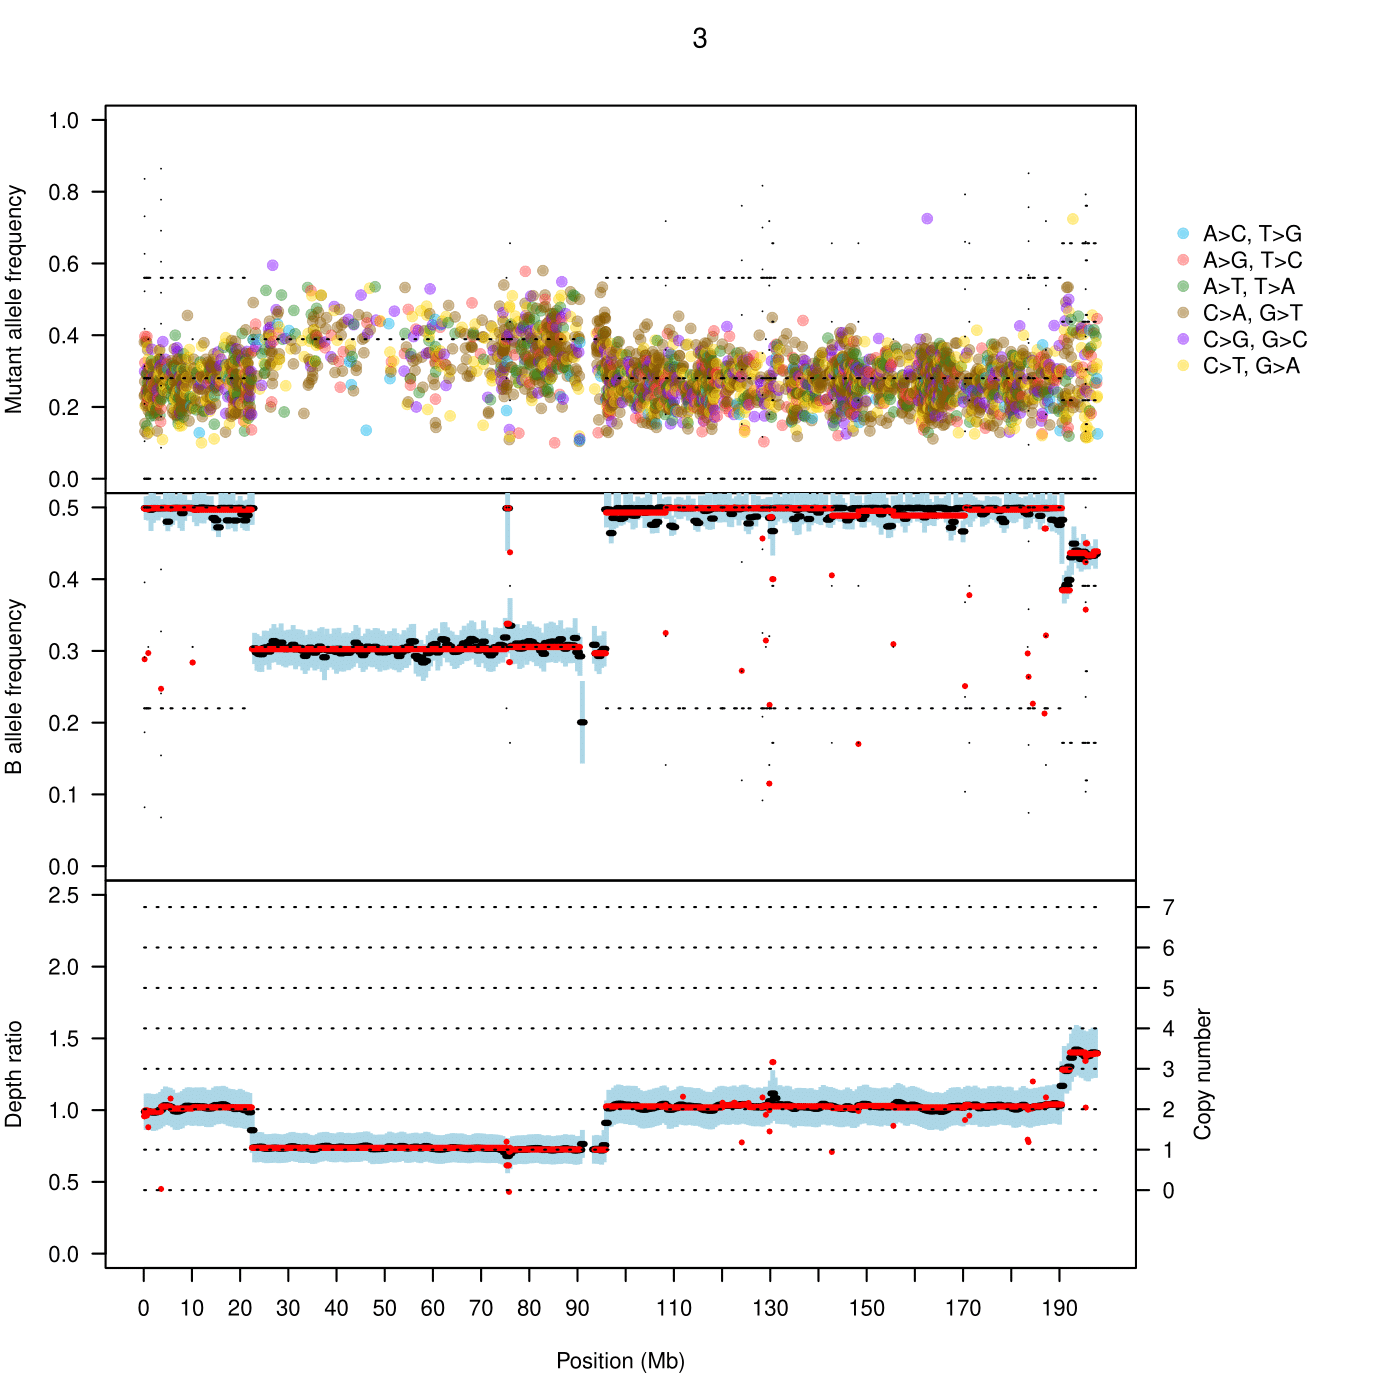 3
Mutant allele frequency
1.0
0.8
0.6
0.4
0.2
0.0
A>C, T>G
A>G, T>C
A>T, T>A
C>A, G>T
C>G, G>C
C>T, G>A
B allele frequency
0.5
0.4
0.3
0.2
0.1
0.0
Depth ratio
2.5
2.0
1.5
1.0
0.5
0.0
Copy number
7
6
5
4
3
2
1
0
0 10 20 30 40 50 60 70 80 90 110 130 150 170 190
Position (Mb)